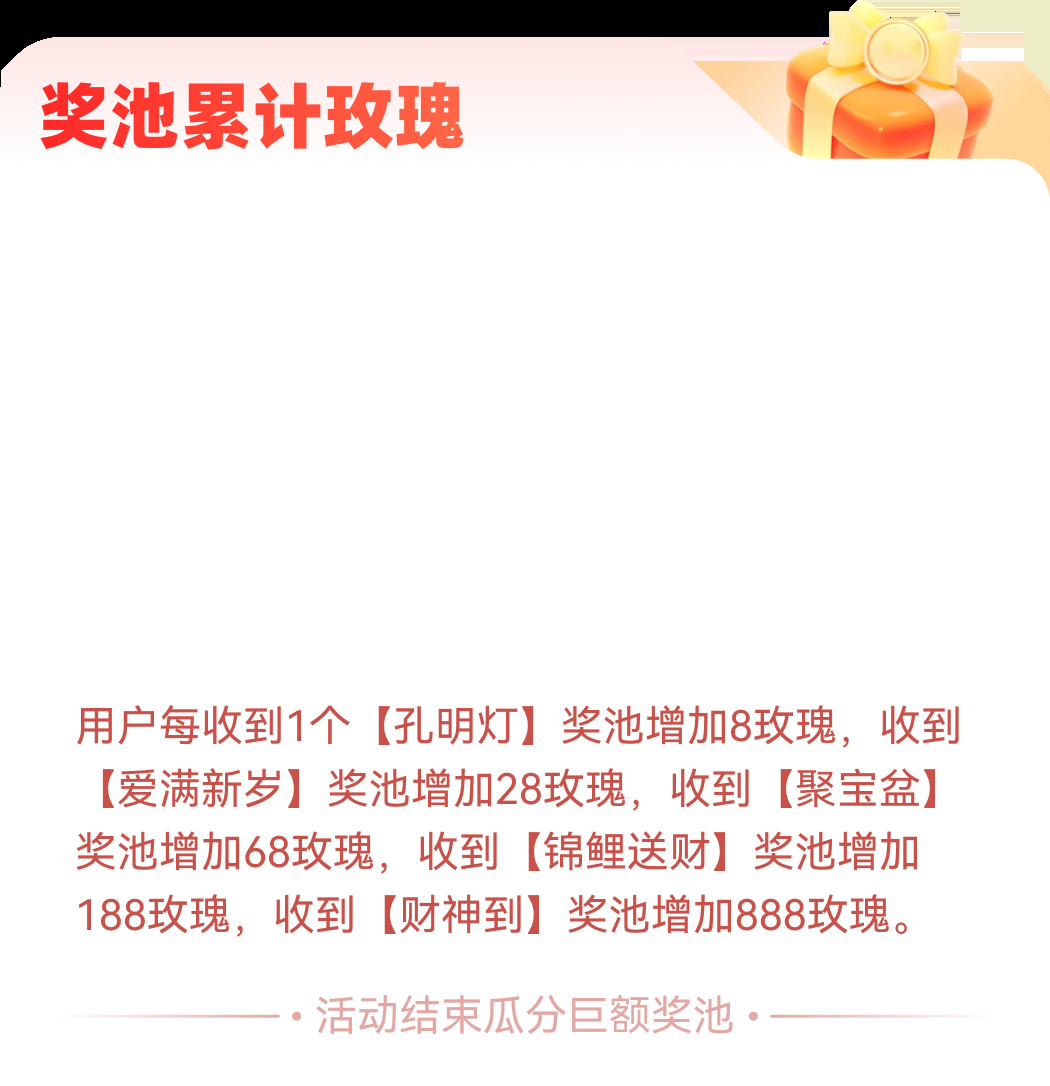 奖池累计玫瑰
用户每收到1个【孔明灯】奖池增加8玫瑰，收到
【爱满新岁】奖池增加28玫瑰，收到【聚宝盆】
奖池增加68玫瑰，收到【锦鲤送财】奖池增加
188玫瑰，收到【财神到】奖池增加888玫瑰。
• 活动结束瓜分巨额奖池 •